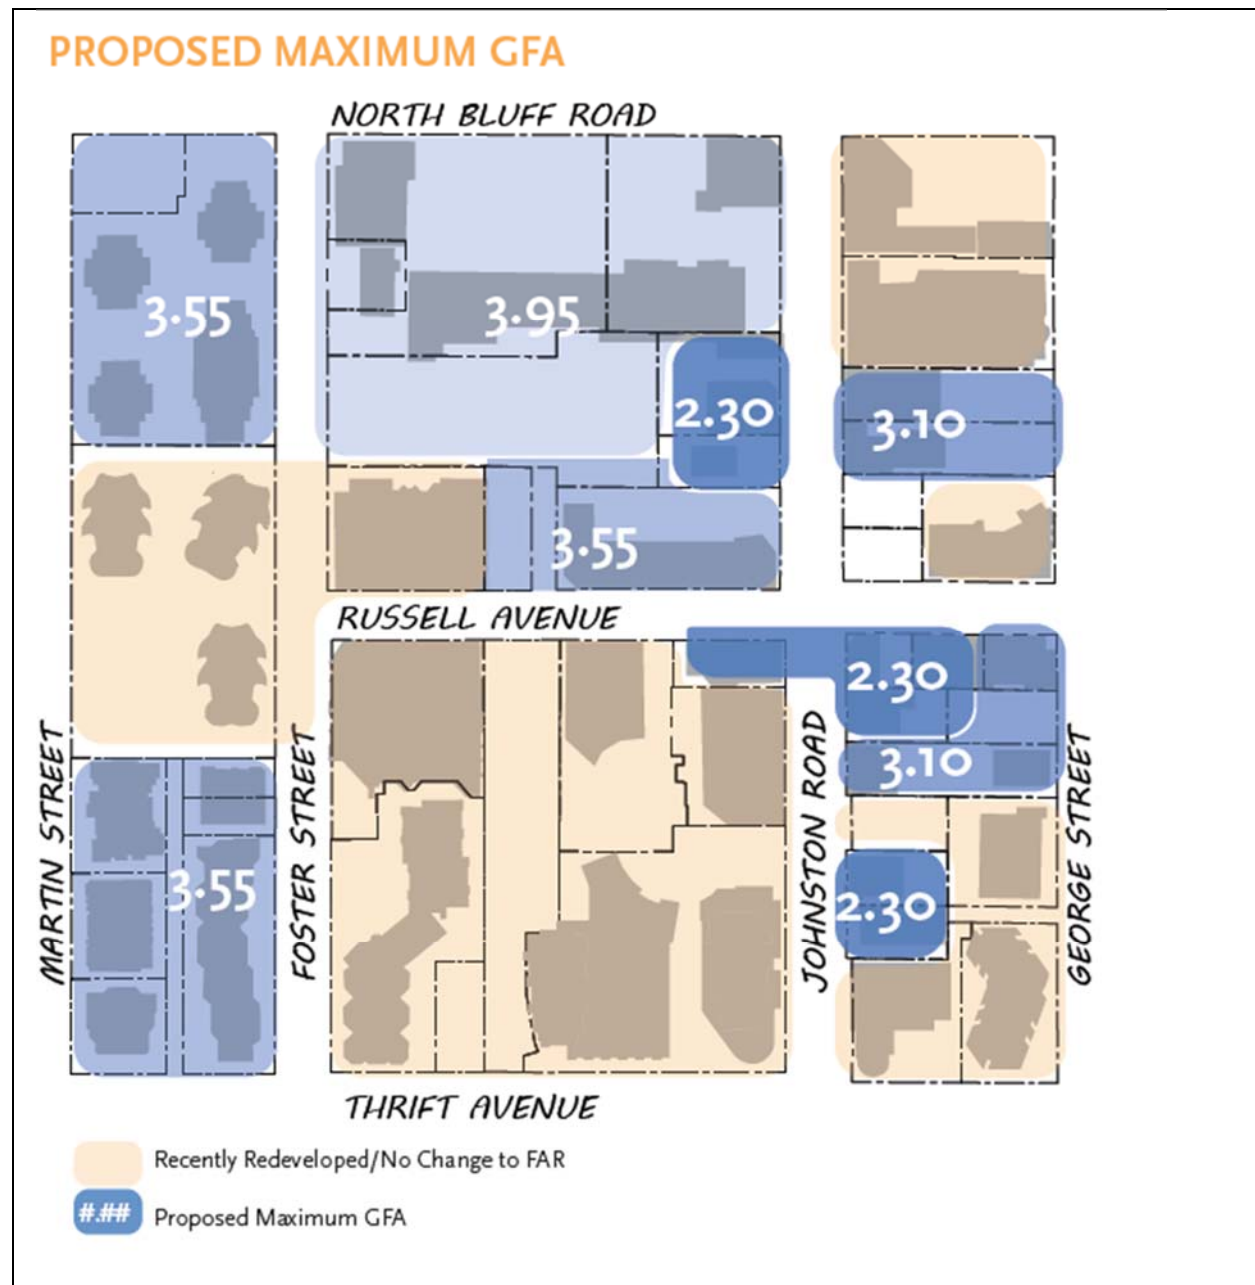 PROPOSED MAXIMUM GFA
NORTH BLUFF ROAD
3.55
3.95
2.30
3.10
3.55
RUSSELL AVENUE
2.30
3.10
MARTIN STREET
FOSTER STREET
JOHNSTON ROAD
GEORGE STREET
3.55
2.30
THRIFT AVENUE
Recently Redeveloped/No Change to FAR
#.## Proposed Maximum GFA